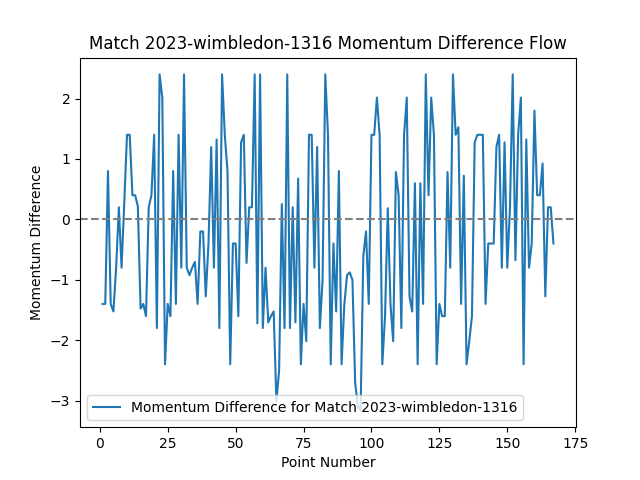 Match 2023-wimbledon-1316 Momentum Difference Flow
Momentum Difference
2
1
0
−1
−2
−3
Momentum Difference for Match 2023-wimbledon-1316
0 25 50 75 100 125 150 175
Point Number